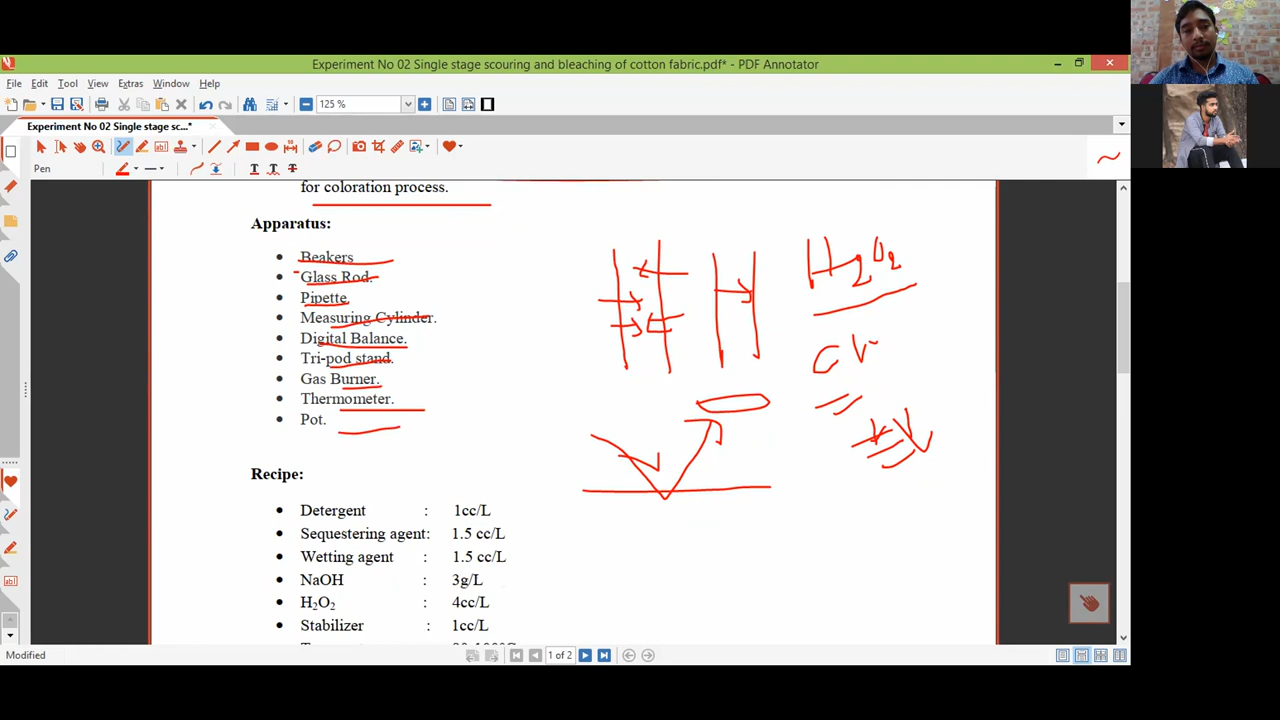 Experiment No 02 Single stage scouring and bleaching of cotton fabric.pdf* - PDF Annotator
File Edit Tool View Extras Window Help
125 %
Experiment No 02 Single stage sc...*
Pen
for coloration process.
Apparatus:
• Beakers
• Glass Rod.
• Pipette.
• Measuring Cylinder.
• Digital Balance.
• Tri-pod stand.
• Gas Burner.
• Thermometer.
• Pot.
H2O2
Recipe:
• Detergent : 1cc/L
• Sequestering agent: 1.5 cc/L
• Wetting agent : 1.5 cc/L
• NaOH : 3g/L
• H₂O₂ : 4cc/L
• Stabilizer : 1cc/L
Modified
1 of 2